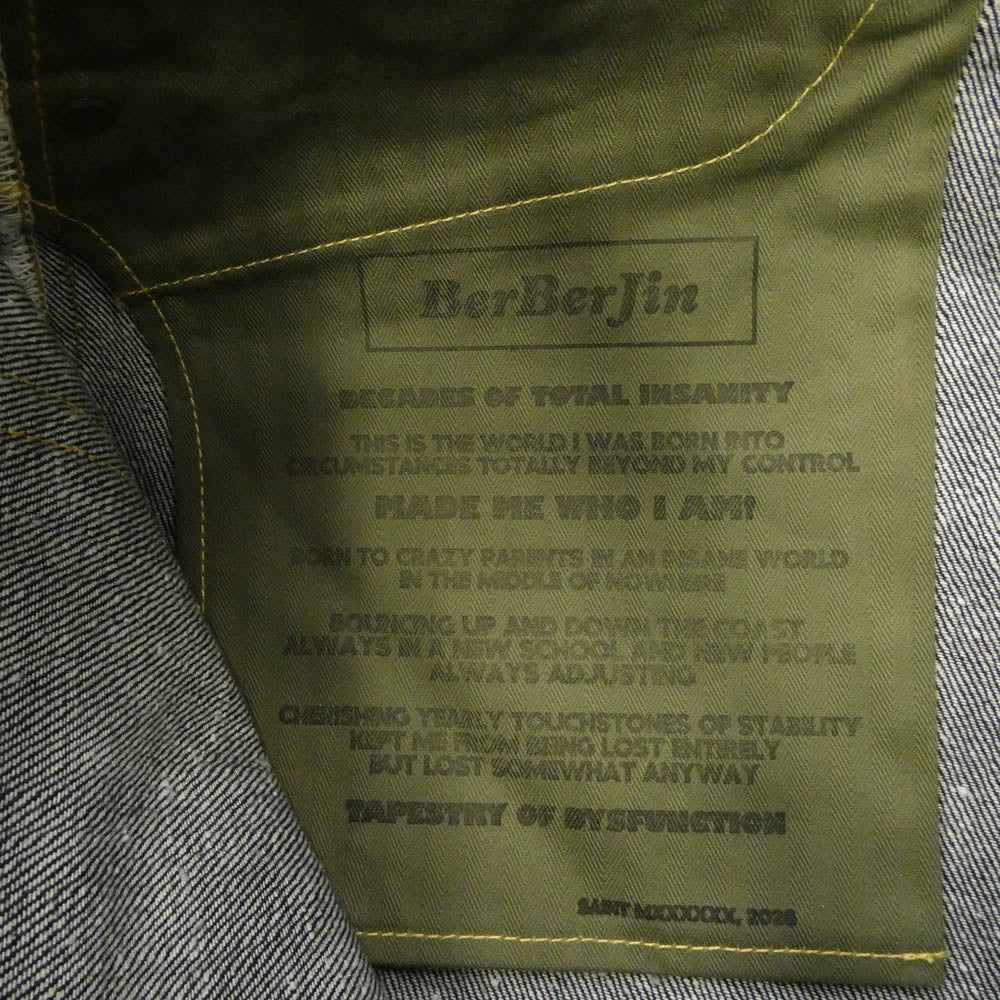 BerBerJin
DECADES OF TOTAL INSANITY
THIS IS THE WORLD I WAS BORN INTO
CIRCUMSTANCES TOTALLY BEYOND MY CONTROL
MADE ME WHO I AM?
BORN TO CRAZY PARENTS IN AN INSANE WORLD
IN THE MIDDLE OF NOWHERE
BOUNCING UP AND DOWN THE COAST
ALWAYS IN A NEW SCHOOL AND NEW PEOPLE
ALWAYS ADJUSTING
CHERISHING YEARLY TOUCHSTONES OF STABILITY
KEPT ME FROM BEING LOST ENTIRELY
BUT LOST SOMEWHAT ANYWAY
TAPESTRY OF DYSFUNCTION
SAINT MXXXXXX,